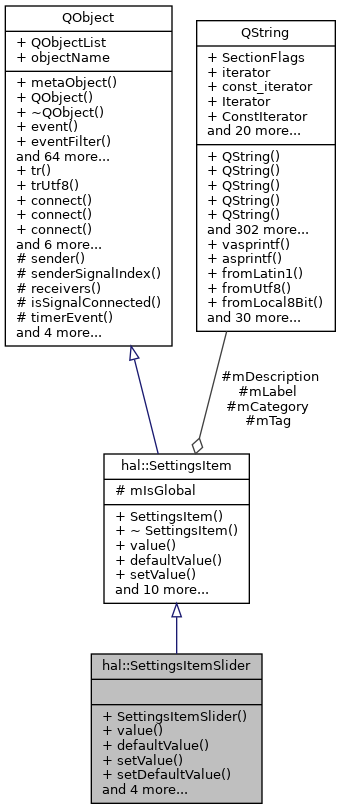 QObject
+ QObjectList
+ objectName
+ metaObject()
+ QObject()
+ ~QObject()
+ event()
+ eventFilter()
and 64 more...
+ tr()
+ trUtf8()
+ connect()
+ connect()
+ connect()
and 6 more...
# sender()
# senderSignalIndex()
# receivers()
# isSignalConnected()
# timerEvent()
and 4 more...
QString
+ SectionFlags
+ iterator
+ const_iterator
+ Iterator
+ ConstIterator
and 20 more...
+ QString()
+ QString()
+ QString()
+ QString()
+ QString()
and 302 more...
+ vasprintf()
+ asprintf()
+ fromLatin1()
+ fromUtf8()
+ fromLocal8Bit()
and 30 more...
#mDescription
#mLabel
#mCategory
#mTag
hal::SettingsItem
# mIsGlobal
+ SettingsItem()
+ ~ SettingsItem()
+ value()
+ defaultValue()
+ setValue()
and 10 more...
hal::SettingsItemSlider
+ SettingsItemSlider()
+ value()
+ defaultValue()
+ setValue()
+ setDefaultValue()
and 4 more...